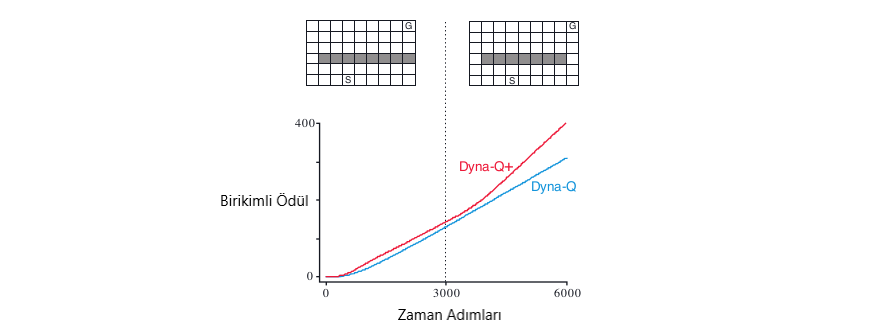 G
S
G
S
400
Dyna-Q+
Dyna-Q
Birikimli Ödül
0
0
3000
6000
Zaman Adımları